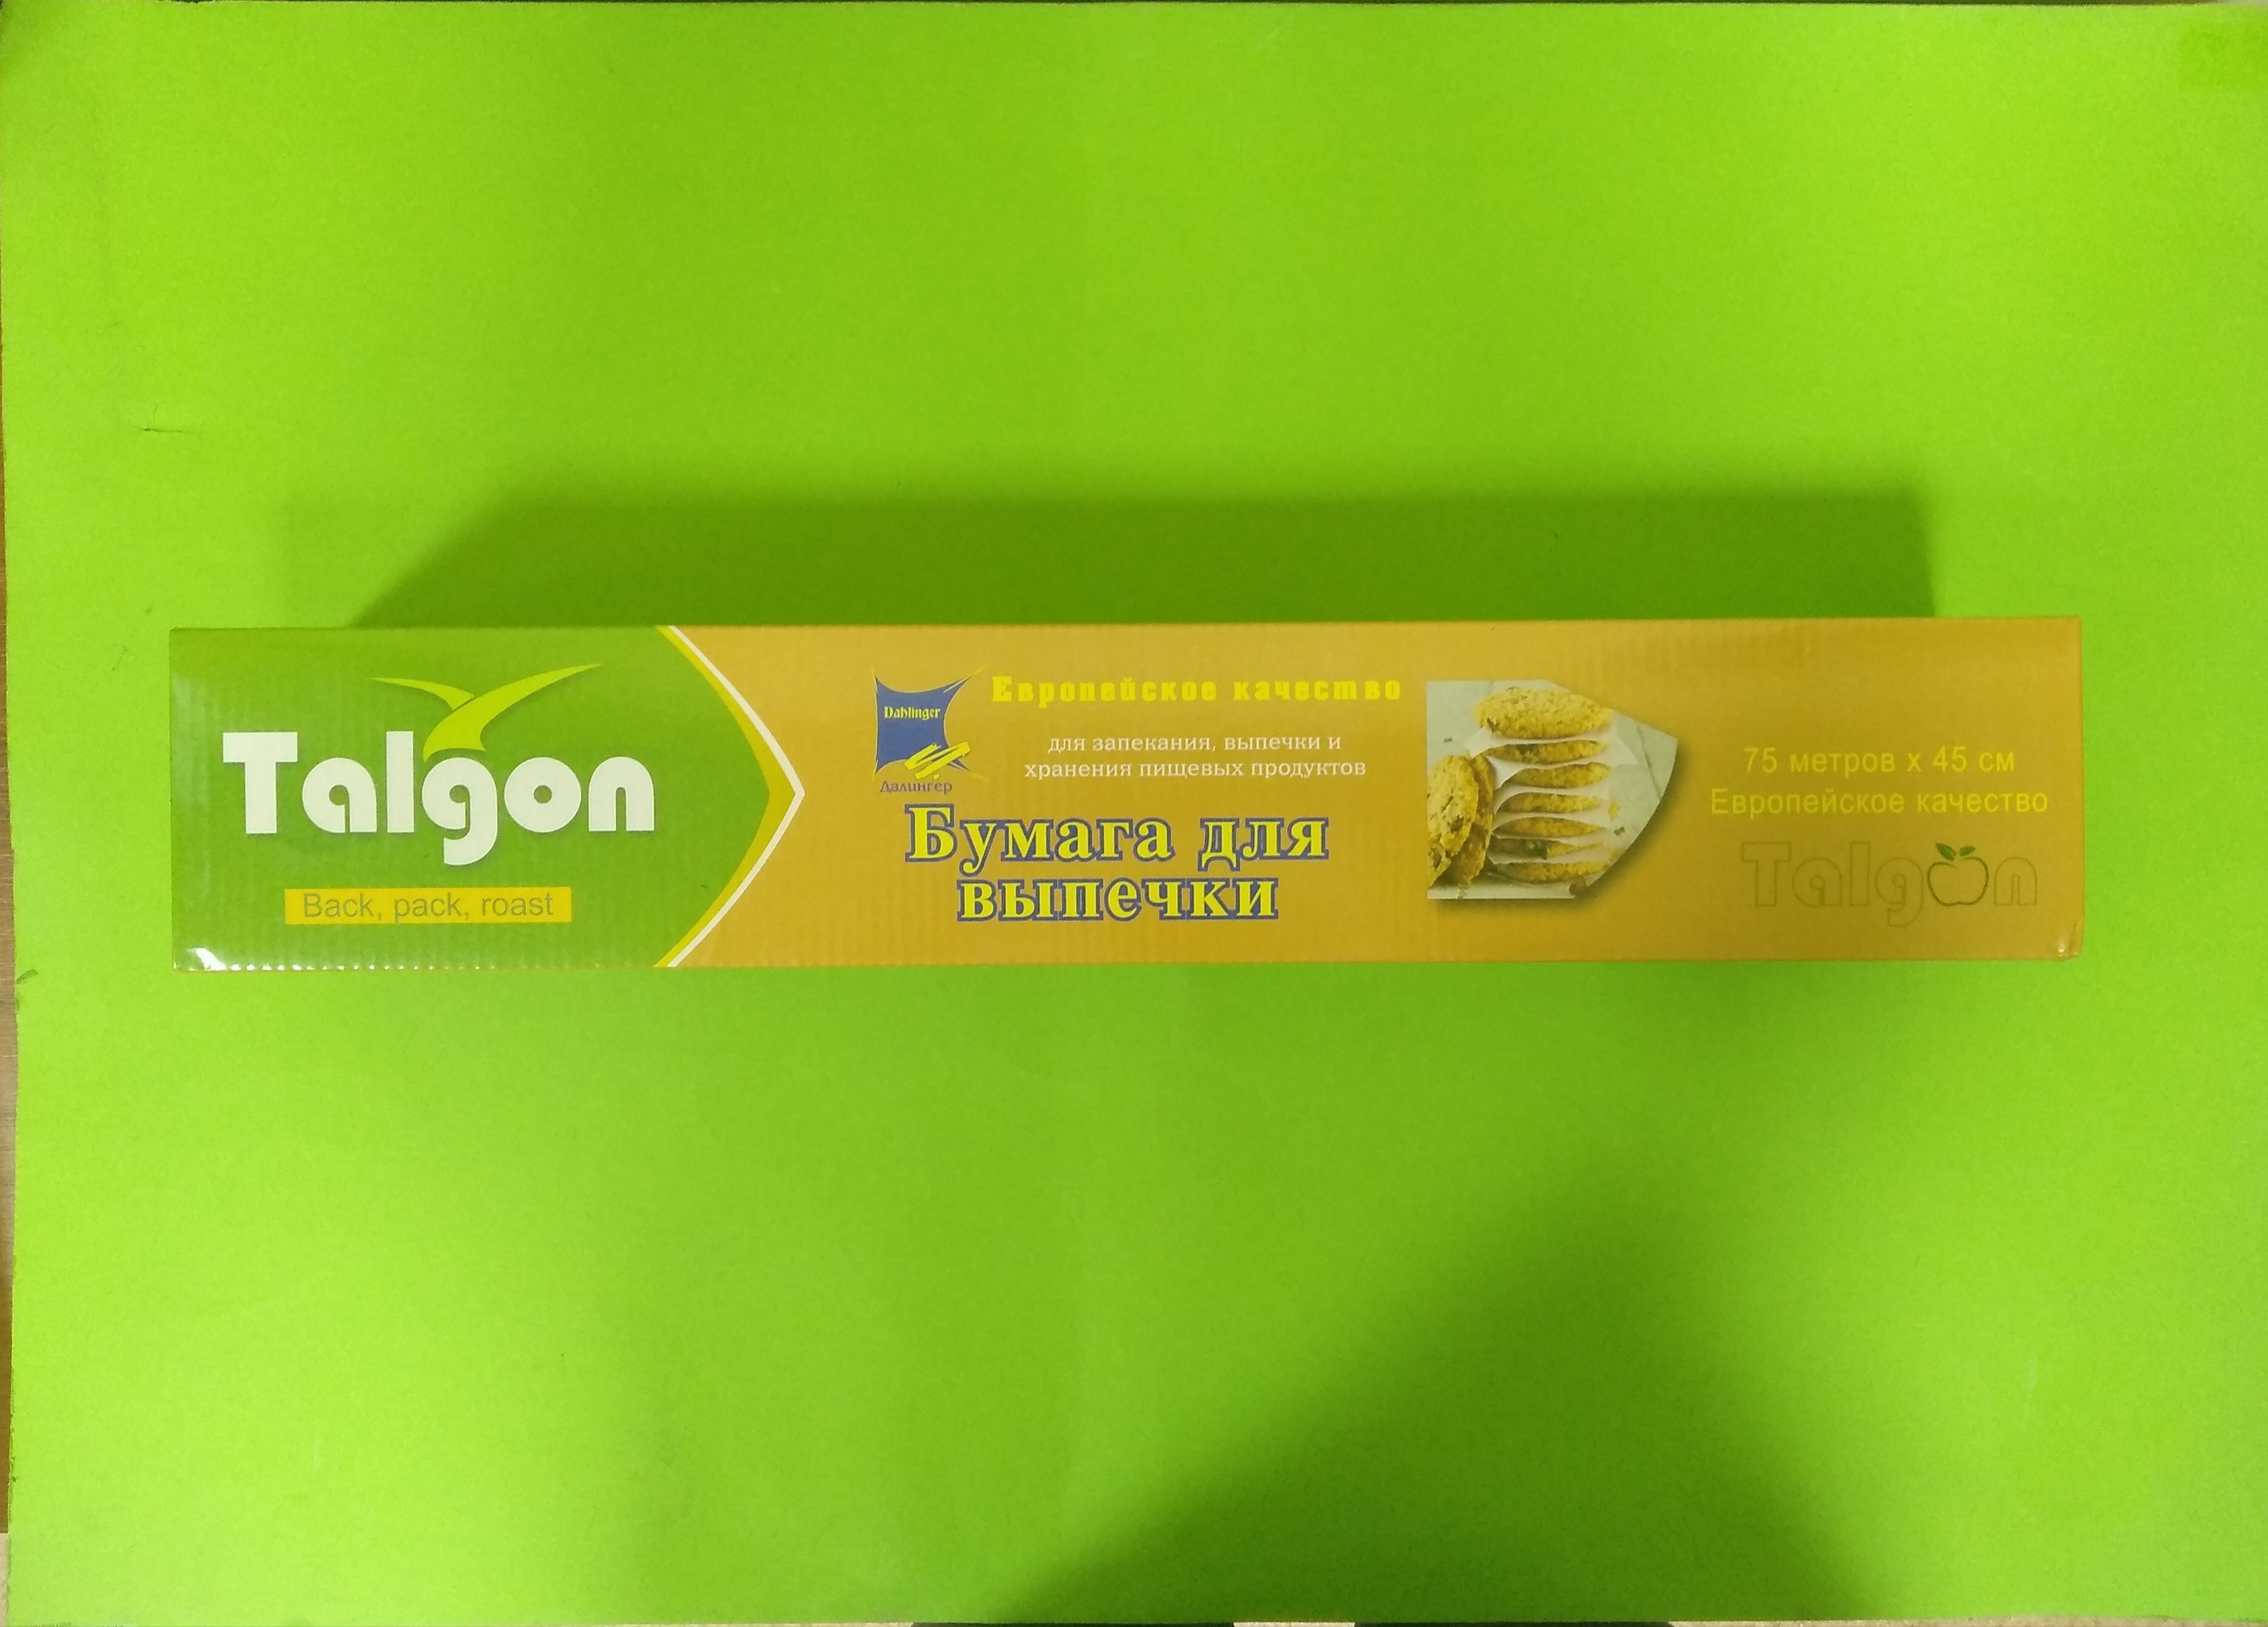 Talgon
Back, pack, roast
Dahlinger
Далингер
Европейское качество
для запекания, выпечки и
хранения пищевых продуктов
Бумага для
выпечки
75 метров х 45 см
Европейское качество
Talgon